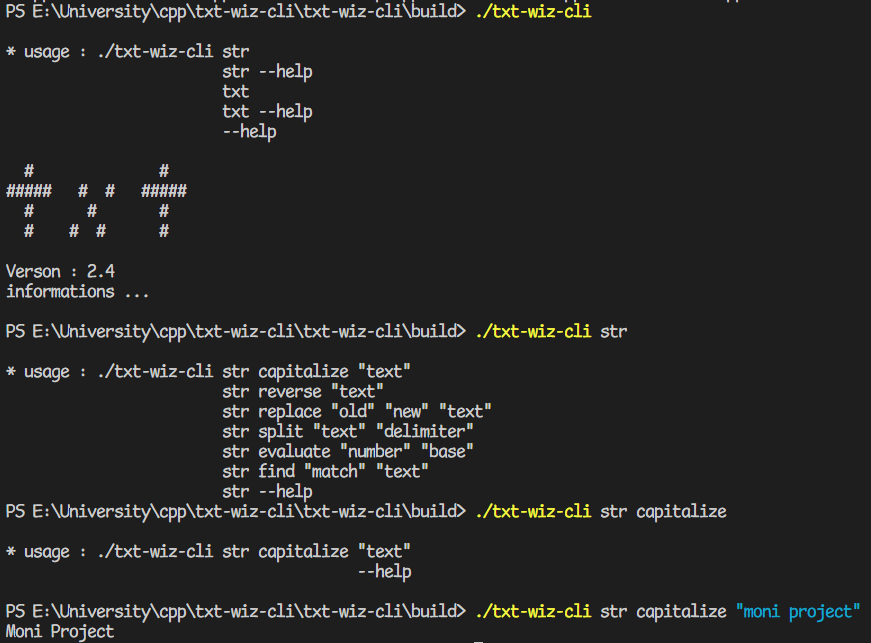 PS E:\University\cpp\txt-wiz-cli\txt-wiz-cli\build> ./txt-wiz-cli
* usage : ./txt-wiz-cli str
str --help
txt
txt --help
--help
#              #
#####   #  #   #####
#      #       #
#    #  #      #
Verson : 2.4
informations ...
PS E:\University\cpp\txt-wiz-cli\txt-wiz-cli\build> ./txt-wiz-cli str
* usage : ./txt-wiz-cli str capitalize "text"
str reverse "text"
str replace "old" "new" "text"
str split "text" "delimiter"
str evaluate "number" "base"
str find "match" "text"
str --help
PS E:\University\cpp\txt-wiz-cli\txt-wiz-cli\build> ./txt-wiz-cli str capitalize
* usage : ./txt-wiz-cli str capitalize "text"
--help
PS E:\University\cpp\txt-wiz-cli\txt-wiz-cli\build> ./txt-wiz-cli str capitalize "moni project"
Moni Project